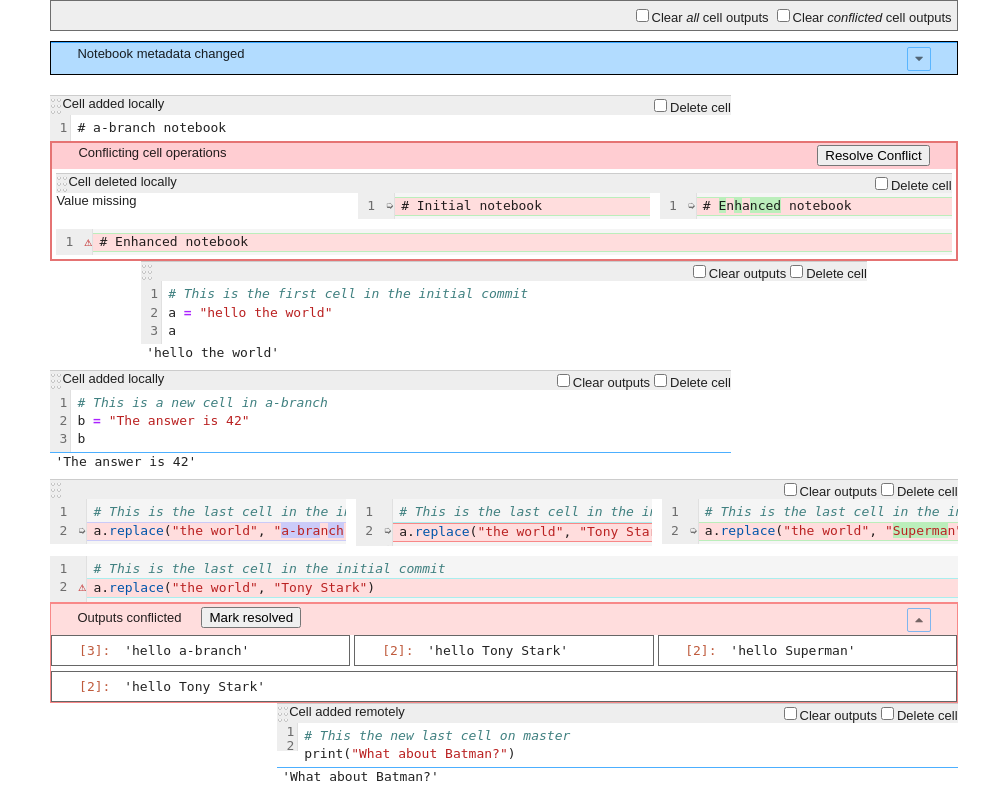 Clear all cell outputs Clear conflicted cell outputs
Notebook metadata changed
Cell added locally Delete cell
1 # a-branch notebook
Conflicting cell operations Resolve Conflict
Cell deleted locally Delete cell
Value missing 1 # Initial notebook 1 # Enhanced notebook
1 # Enhanced notebook
Clear outputs Delete cell
1 # This is the first cell in the initial commit
2 a = "hello the world"
3 a
'hello the world'
Cell added locally Clear outputs Delete cell
1 # This is a new cell in a-branch
2 b = "The answer is 42"
3 b
'The answer is 42'
Clear outputs Delete cell
1 # This is the last cell in the 1 # This is the last cell in the 1 # This is the last cell in the
2 a.replace("the world", "a-branch 2 a.replace("the world", "Tony Star 2 a.replace("the world", "Superman"
1 # This is the last cell in the initial commit
2 a.replace("the world", "Tony Stark")
Outputs conflicted Mark resolved
[3]: 'hello a-branch' [2]: 'hello Tony Stark' [2]: 'hello Superman'
[2]: 'hello Tony Stark'
Cell added remotely Clear outputs Delete cell
1 # This the new last cell on master
2 print("What about Batman?")
'What about Batman?'